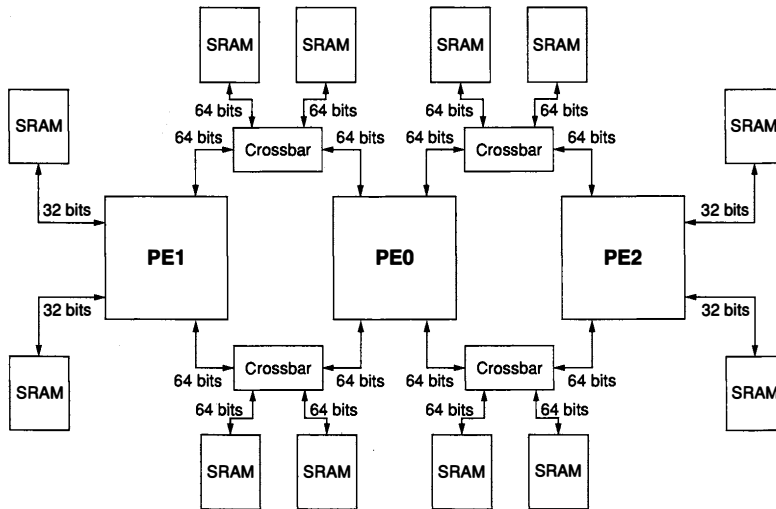 SRAM SRAM SRAM SRAM
64 bits 64 bits 64 bits 64 bits
SRAM SRAM
64 bits Crossbar 64 bits 64 bits Crossbar 64 bits
32 bits 32 bits
PE1 PE0 PE2
32 bits 32 bits
SRAM Crossbar Crossbar SRAM
64 bits 64 bits 64 bits 64 bits
64 bits 64 bits 64 bits 64 bits
SRAM SRAM SRAM SRAM